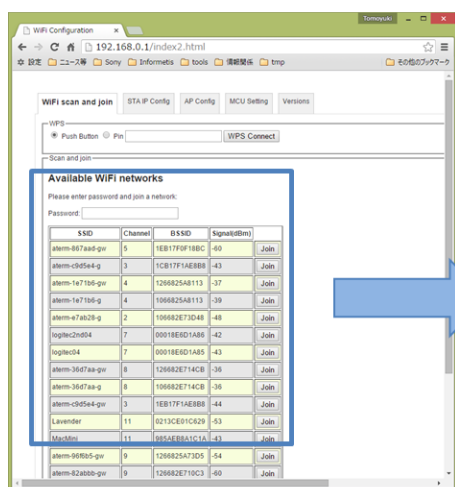 Tomoyuki
WiFi Configuration
192.168.0.1/index2.html
設定 ニュース等 Sony Informetis tools 情報関係 tmp その他のブックマーク
WiFi scan and join STA IP Config AP Config MCU Setting Versions
WPS
Push Button Pin WPS Connect
Scan and join
Available WiFi networks
Please enter password and join a network:
Password:
SSID Channel BSSID Signal(dBm)
aterm-867aad-gw 5 1EB17F0F18BC -60 Join
aterm-c9d5e4-g 3 1CB17F1AE8B8 -43 Join
aterm-1e71b6-gw 4 1266825A8113 -37 Join
aterm-1e71b6-g 4 1066825A8113 -39 Join
aterm-e7ab28-g 2 106682E73D48 -48 Join
logitec2nd04 7 00018E6D1A86 -42 Join
logitec04 7 00018E6D1A85 -43 Join
aterm-36d7aa-gw 8 126682E714CB -36 Join
aterm-36d7aa-g 8 106682E714CB -36 Join
aterm-c9d5e4-gw 3 1EB17F1AE8B8 -44 Join
Lavender 11 0213CE01C629 -53 Join
MacMini 11 985AEB8A1C1A -43 Join
aterm-96f6b5-gw 9 1266825A73D5 -54 Join
aterm-82abbb-gw 9 126682E710C3 -60 Join